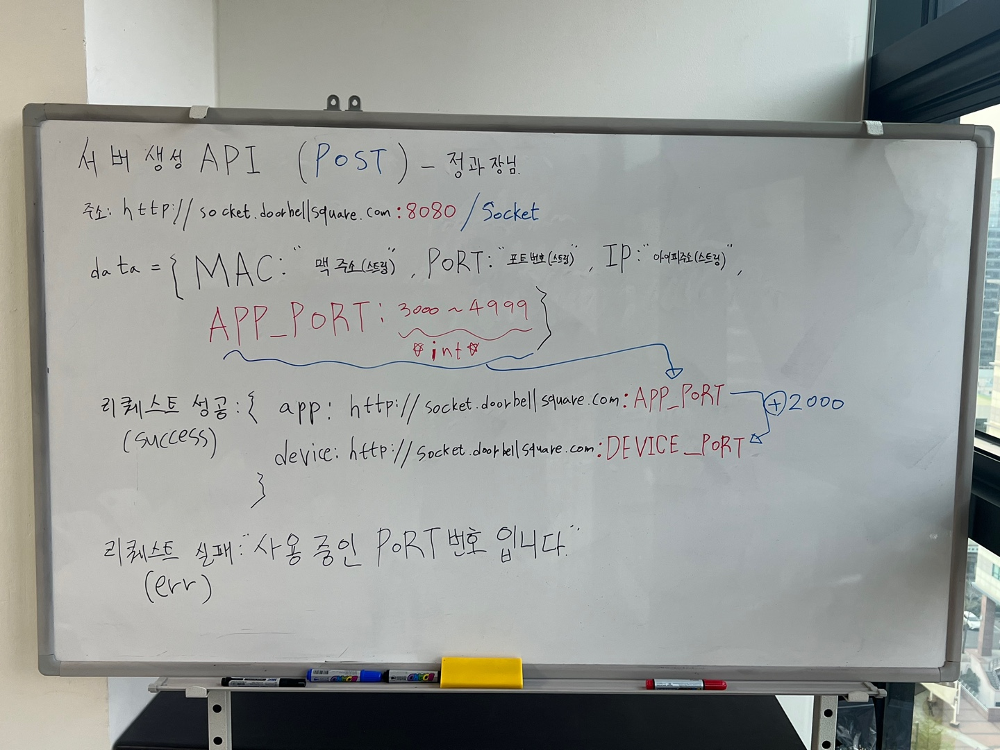 서버 생성 API (POST) - 정과장님.
주소: http://socket.doorbellsquare.com:8080/Socket
data = { MAC: "맥 주소(스트링)", PORT: "포트번호(스트링)", IP: "아이피주소(스트링)",
APP_PORT: 3000 ~ 4999 }
☆int☆
리퀘스트 성공: { app: http://socket.doorbellsquare.com:APP_PORT
+2000
(success)
device: http://socket.doorbellsquare.com:DEVICE_PORT
}
리퀘스트 실패: "사용 중인 PORT 번호 입니다."
(err)